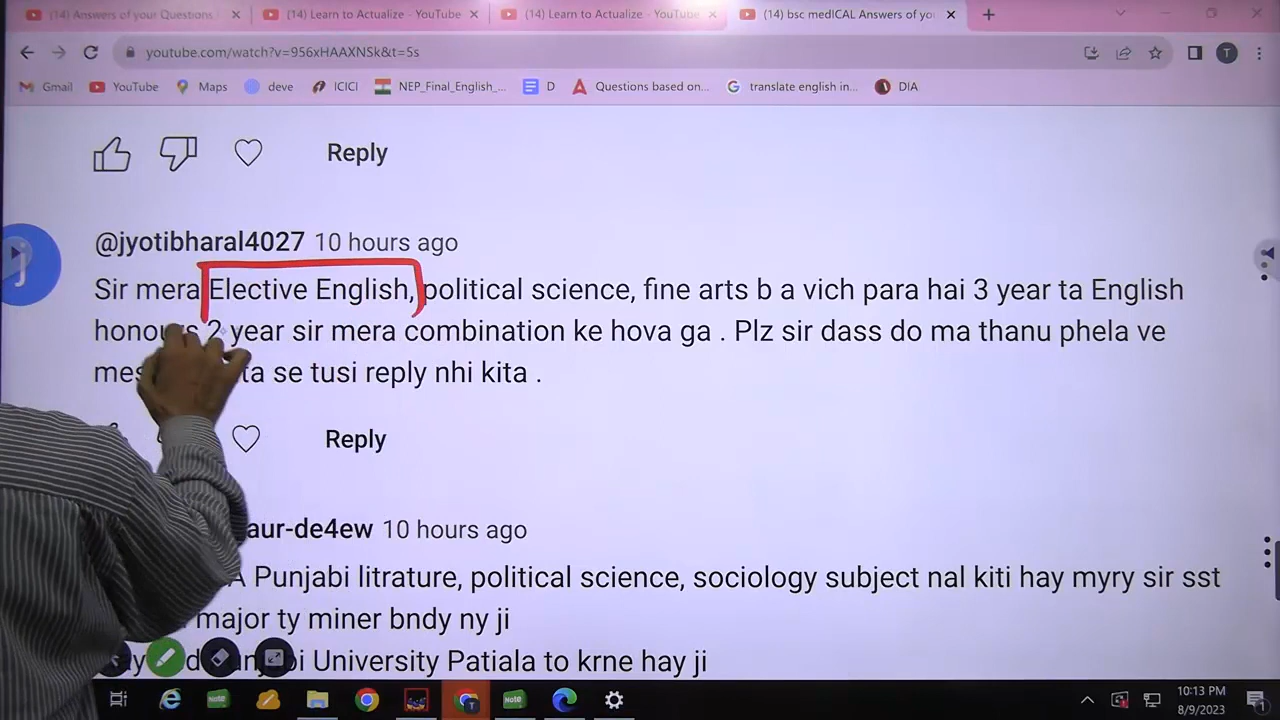 (14) Answers of your Questions
(14) Learn to Actualize - YouTube
(14) Learn to Actualize - YouTube
(14) bsc medICAL Answers of yo
youtube.com/watch?v=956xHAAXNSk&t=5s
T
Gmail YouTube Maps deve ICICI NEP_Final_English_... D Questions based on... translate english in... DIA
Reply
@jyotibharal4027 10 hours ago
j
Sir mera Elective English, political science, fine arts b a vich para hai 3 year ta English
honours 2 year sir mera combination ke hova ga . Plz sir dass do ma thanu phela ve
mes ta se tusi reply nhi kita .
Reply
aur-de4ew 10 hours ago
A Punjabi litrature, political science, sociology subject nal kiti hay myry sir sst
major ty miner bndy ny ji
University Patiala to krne hay ji
Note
T
Note
10:13 PM
8/9/2023